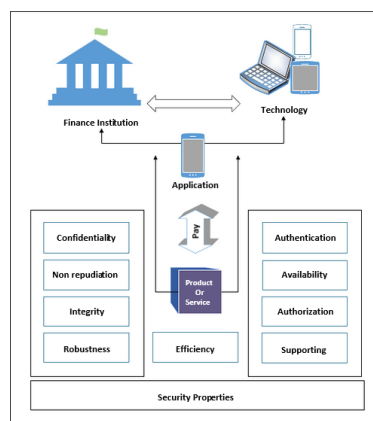 Finance Institution
Technology
Application
Pay
Confidentiality
Non repudiation
Integrity
Robustness
Product
Or
Service
Efficiency
Authentication
Availability
Authorization
Supporting
Security Properties